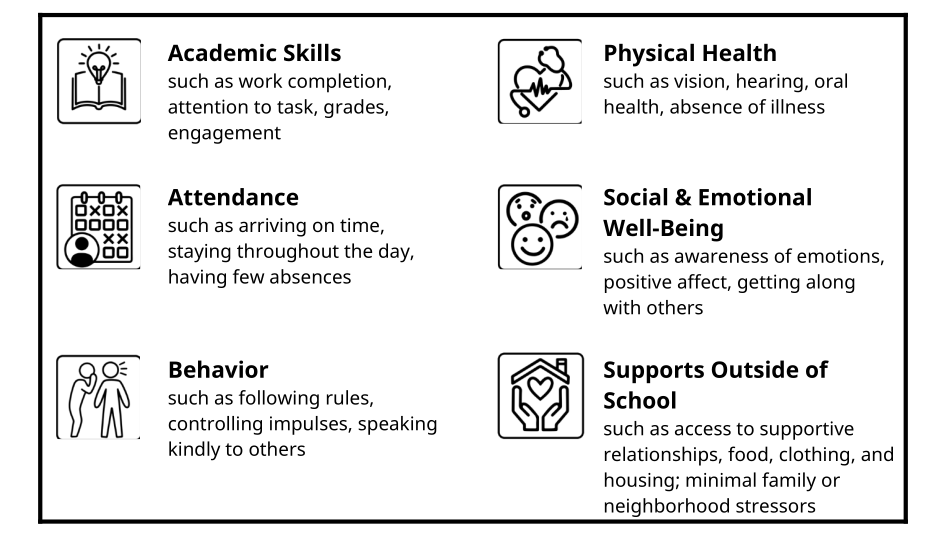 Academic Skills
such as work completion,
attention to task, grades,
engagement
Physical Health
such as vision, hearing, oral
health, absence of illness
Attendance
such as arriving on time,
staying throughout the day,
having few absences
Social & Emotional
Well-Being
such as awareness of emotions,
positive affect, getting along
with others
Behavior
such as following rules,
controlling impulses, speaking
kindly to others
Supports Outside of
School
such as access to supportive
relationships, food, clothing, and
housing; minimal family or
neighborhood stressors